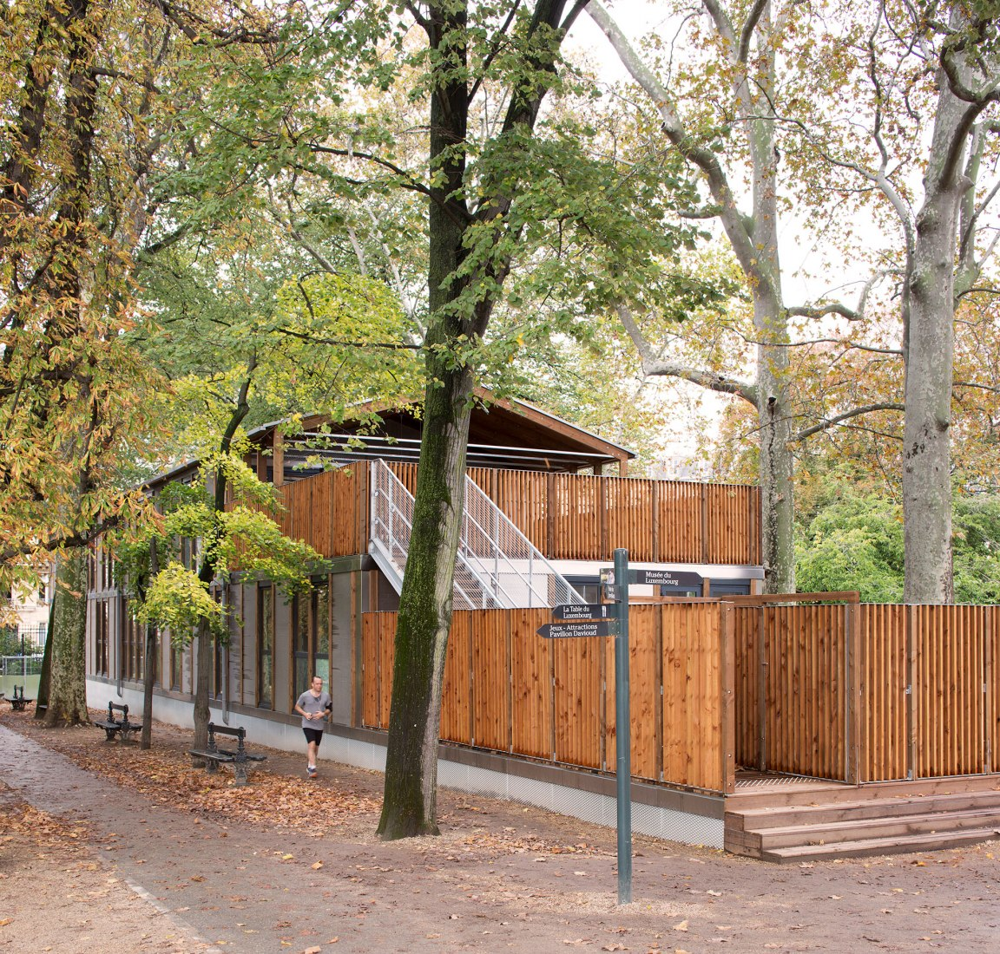 Musée du
Luxembourg
La Table du
Luxembourg
Jeux - Attractions
Pavillon Davioud